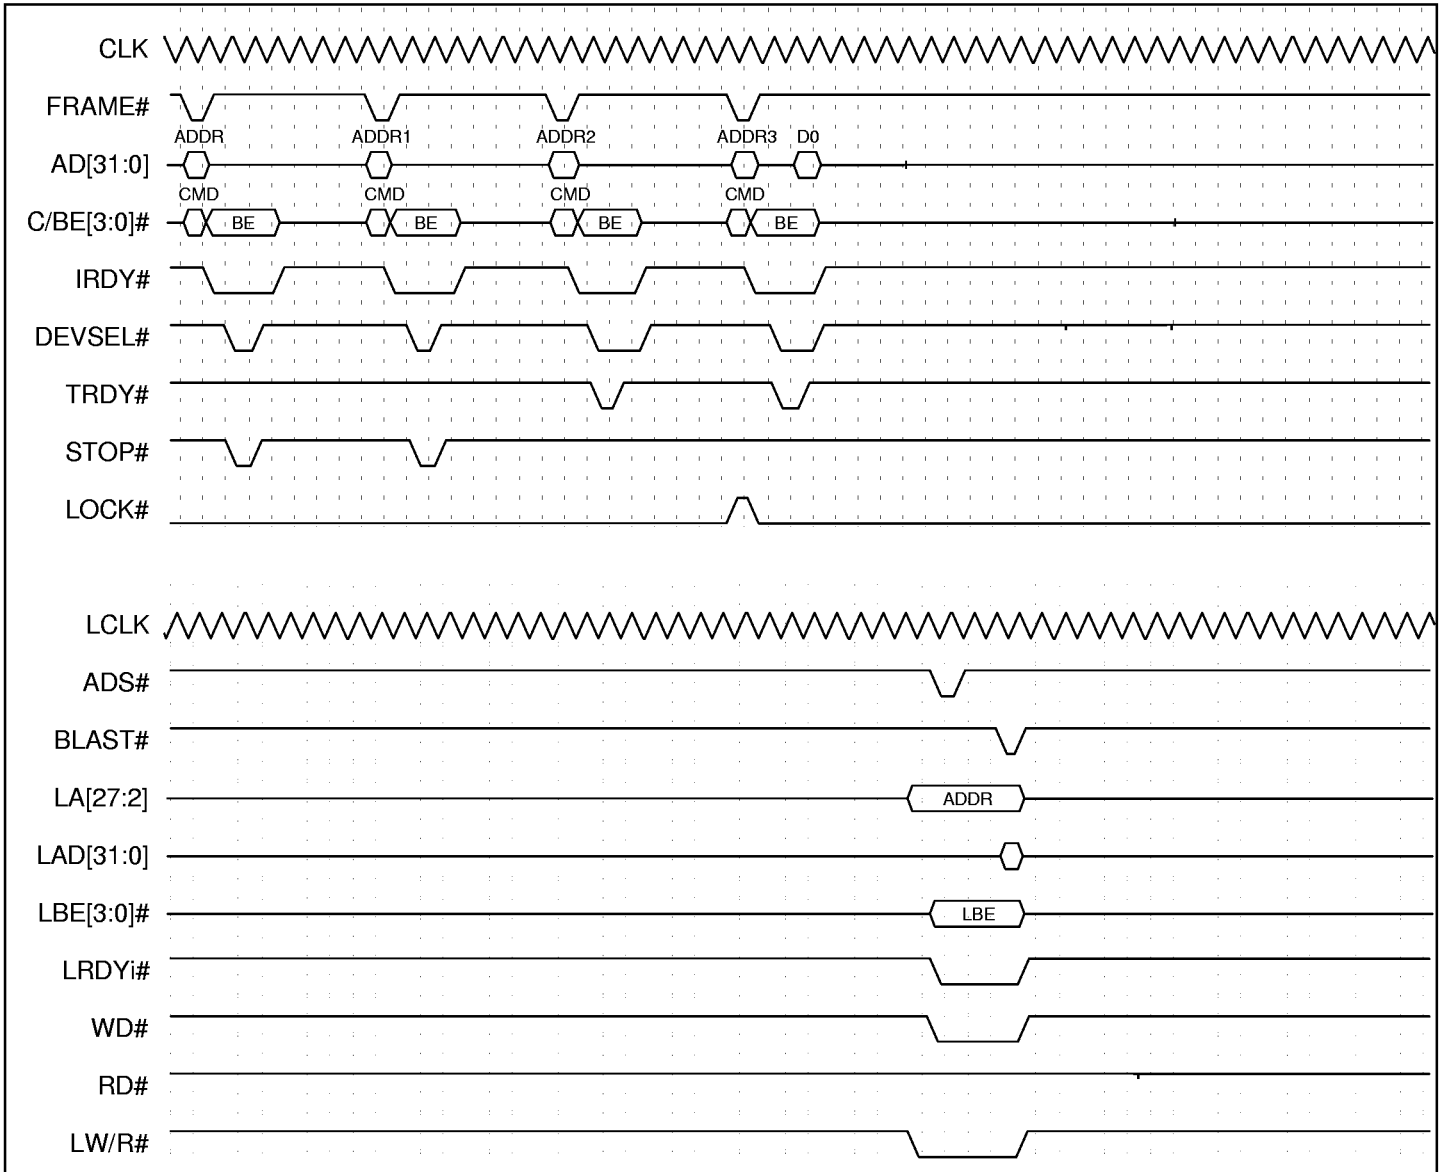 CLK
FRAME#
ADDR ADDR1 ADDR2 ADDR3 D0
AD[31:0]
CMD CMD CMD CMD
C/BE[3:0]# BE BE BE BE
IRDY#
DEVSEL#
TRDY#
STOP#
LOCK#
LCLK
ADS#
BLAST#
LA[27:2] ADDR
LAD[31:0]
LBE[3:0]# LBE
LRDYi#
WD#
RD#
LW/R#